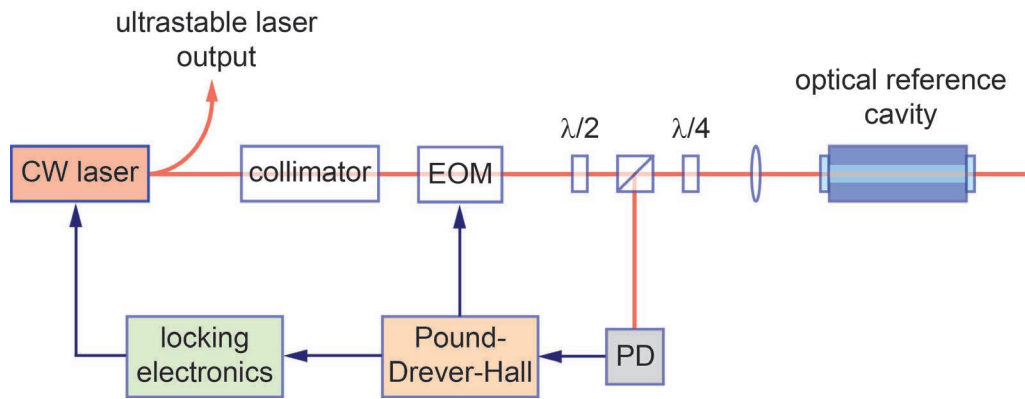 ultrastable laser
output
optical reference
cavity
λ/2
λ/4
CW laser
collimator
EOM
locking
electronics
Pound-
Drever-Hall
PD